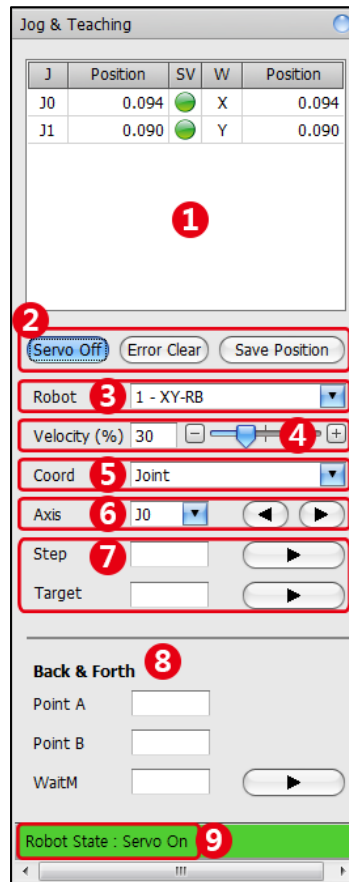 Jog & Teaching
J Position SV W Position
J0 0.094 X 0.094
J1 0.090 Y 0.090
1
2
Servo Off Error Clear Save Position
Robot 3 1 - XY-RB
Velocity (%) 30 4
Coord 5 Joint
Axis 6 J0
Step 7
Target
Back & Forth 8
Point A
Point B
WaitM
Robot State : Servo On 9